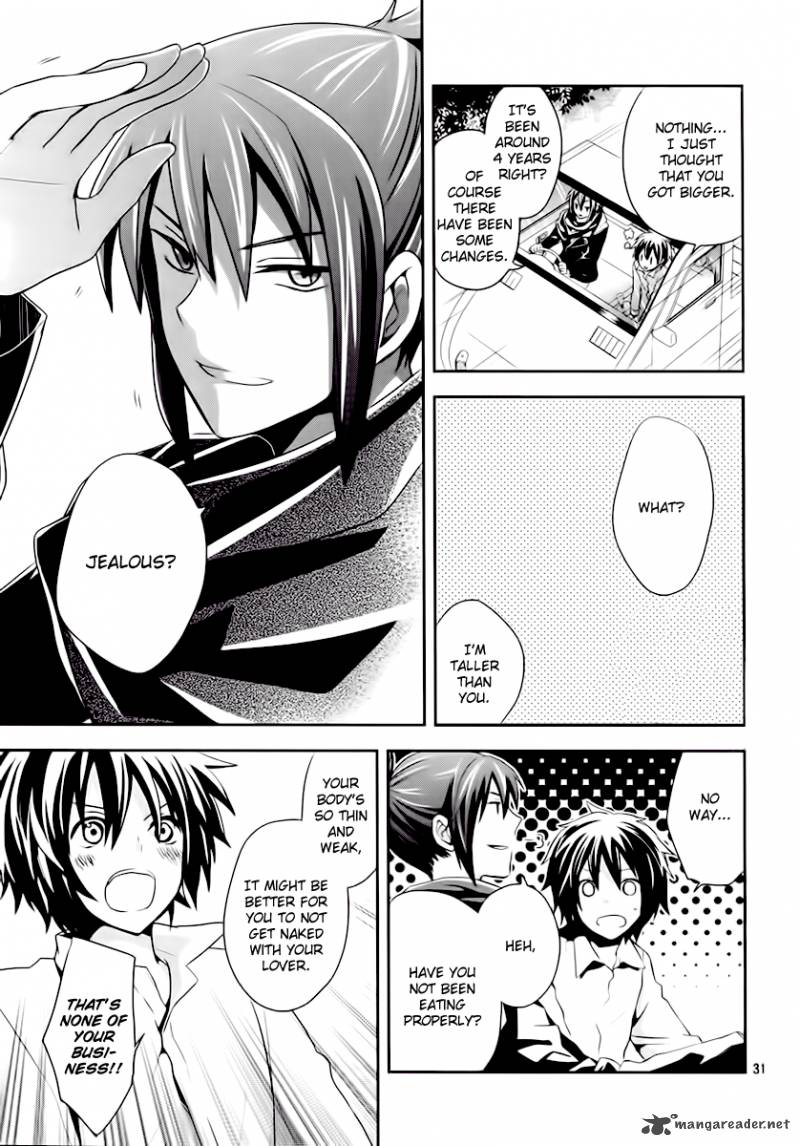 NOTHING...
I JUST
THOUGHT
THAT YOU
GOT BIGGER.
IT'S
BEEN
AROUND
4 YEARS
RIGHT?
OF
COURSE
THERE
HAVE BEEN
SOME
CHANGES.
WHAT?
I'M
TALLER
THAN
YOU.
JEALOUS?
NO
WAY...
HEH,
HAVE YOU
NOT BEEN
EATING
PROPERLY?
YOUR
BODY'S
SO THIN
AND
WEAK,
IT MIGHT BE
BETTER FOR
YOU TO NOT
GET NAKED
WITH YOUR
LOVER.
THAT'S
NONE OF
YOUR
BUSI-
NESS!!
31
mangareader.net